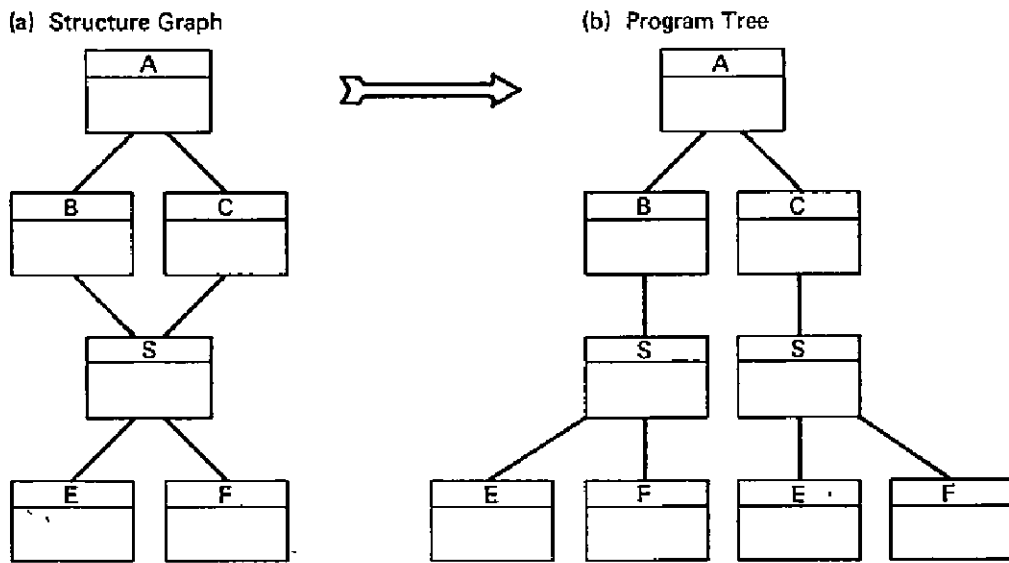 (a) Structure Graph
A
B C
S
E F
(b) Program Tree
A
B C
S S
E F E F